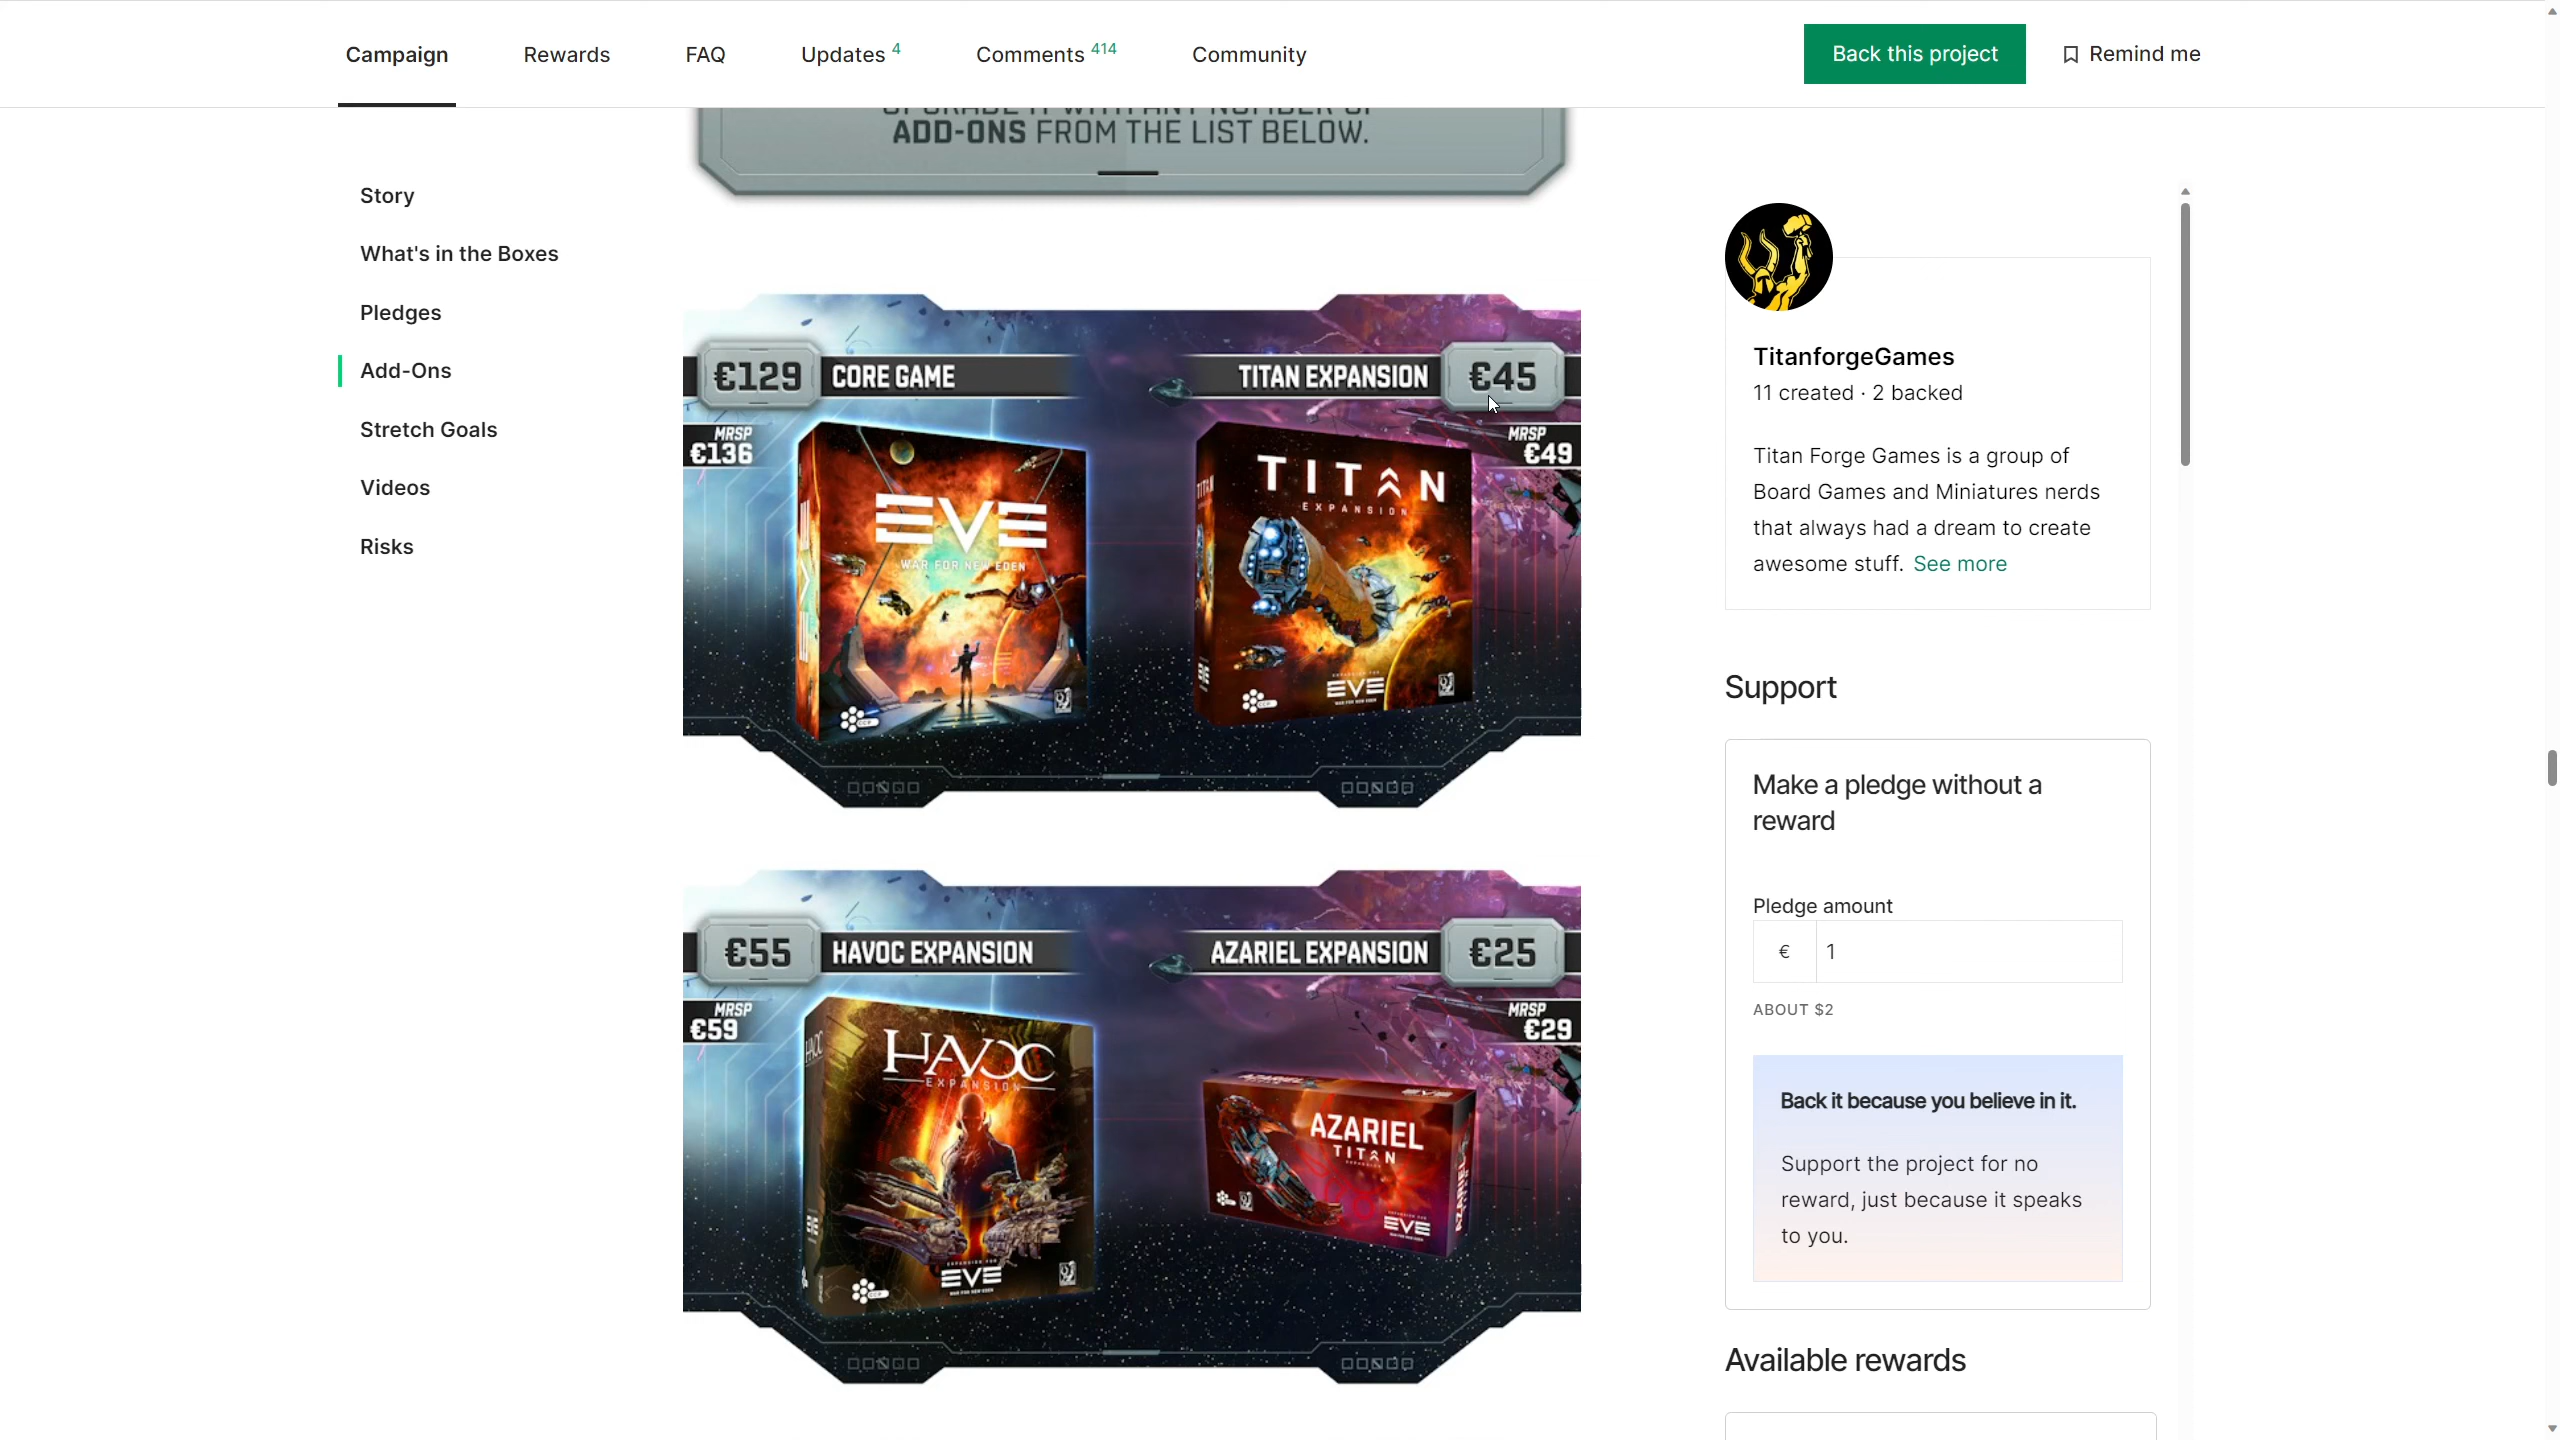 Campaign
Rewards
FAQ
Updates 4
Comments 414
Community
Back this project
Remind me
ADD-ONS FROM THE LIST BELOW.
Story
What's in the Boxes
Pledges
Add-Ons
Stretch Goals
Videos
Risks
€129 CORE GAME
TITAN EXPANSION €45
MRSP
€136
MRSP
€49
EVE
WAR FOR NEW EDEN
TITAN
EXPANSION
EVE
€55 HAVOC EXPANSION
AZARIEL EXPANSION €25
MRSP
€59
MRSP
€29
HAVOC
EXPANSION
EVE
AZARIEL
TITAN
EVE
TitanforgeGames
11 created · 2 backed
Titan Forge Games is a group of
Board Games and Miniatures nerds
that always had a dream to create
awesome stuff. See more
Support
Make a pledge without a
reward
Pledge amount
€ 1
ABOUT $2
Back it because you believe in it.
Support the project for no
reward, just because it speaks
to you.
Available rewards